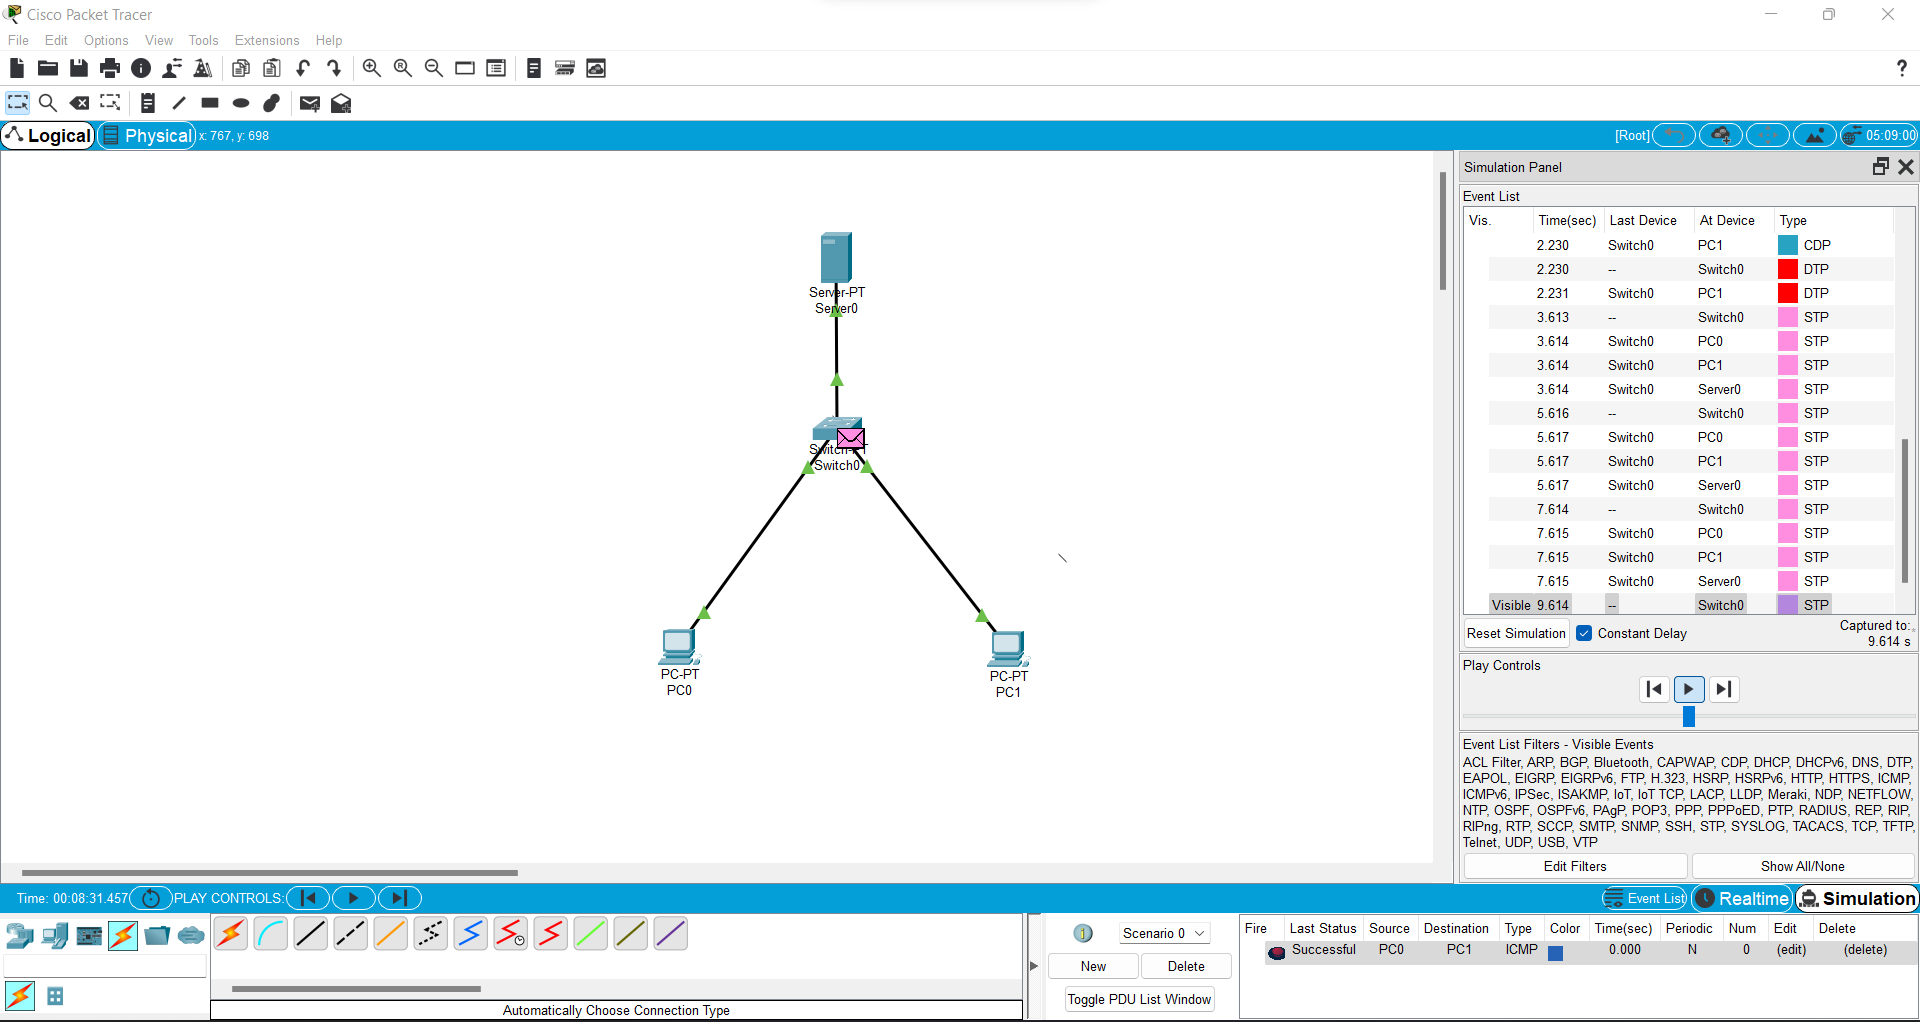 Cisco Packet Tracer
File Edit Options View Tools Extensions Help
?
Logical Physical x: 767, y: 698 [Root] 05:09:00
Server-PT
Server0
Switch-PT
Switch0
PC-PT
PC0
PC-PT
PC1
Simulation Panel
Event List
Vis. Time(sec) Last Device At Device Type
2.230 Switch0 PC1 CDP
2.230 -- Switch0 DTP
2.231 Switch0 PC1 DTP
3.613 -- Switch0 STP
3.614 Switch0 PC0 STP
3.614 Switch0 PC1 STP
3.614 Switch0 Server0 STP
5.616 -- Switch0 STP
5.617 Switch0 PC0 STP
5.617 Switch0 PC1 STP
5.617 Switch0 Server0 STP
7.614 -- Switch0 STP
7.615 Switch0 PC0 STP
7.615 Switch0 PC1 STP
7.615 Switch0 Server0 STP
Visible 9.614 -- Switch0 STP
Reset Simulation Constant Delay Captured to:
9.614 s
Play Controls
Event List Filters - Visible Events
ACL Filter, ARP, BGP, Bluetooth, CAPWAP, CDP, DHCP, DHCPv6, DNS, DTP,
EAPOL, EIGRP, EIGRPv6, FTP, H.323, HSRP, HSRPv6, HTTP, HTTPS, ICMP,
ICMPv6, IPSec, ISAKMP, IoT, IoT TCP, LACP, LLDP, Meraki, NDP, NETFLOW,
NTP, OSPF, OSPFv6, PAgP, POP3, PPP, PPPoED, PTP, RADIUS, REP, RIP,
RIPng, RTP, SCCP, SMTP, SNMP, SSH, STP, SYSLOG, TACACS, TCP, TFTP,
Telnet, UDP, USB, VTP
Edit Filters Show All/None
Time: 00:08:31.457 PLAY CONTROLS: Event List Realtime Simulation
Automatically Choose Connection Type
1 Scenario 0
New Delete
Toggle PDU List Window
Fire Last Status Source Destination Type Color Time(sec) Periodic Num Edit Delete
Successful PC0 PC1 ICMP 0.000 N 0 (edit) (delete)